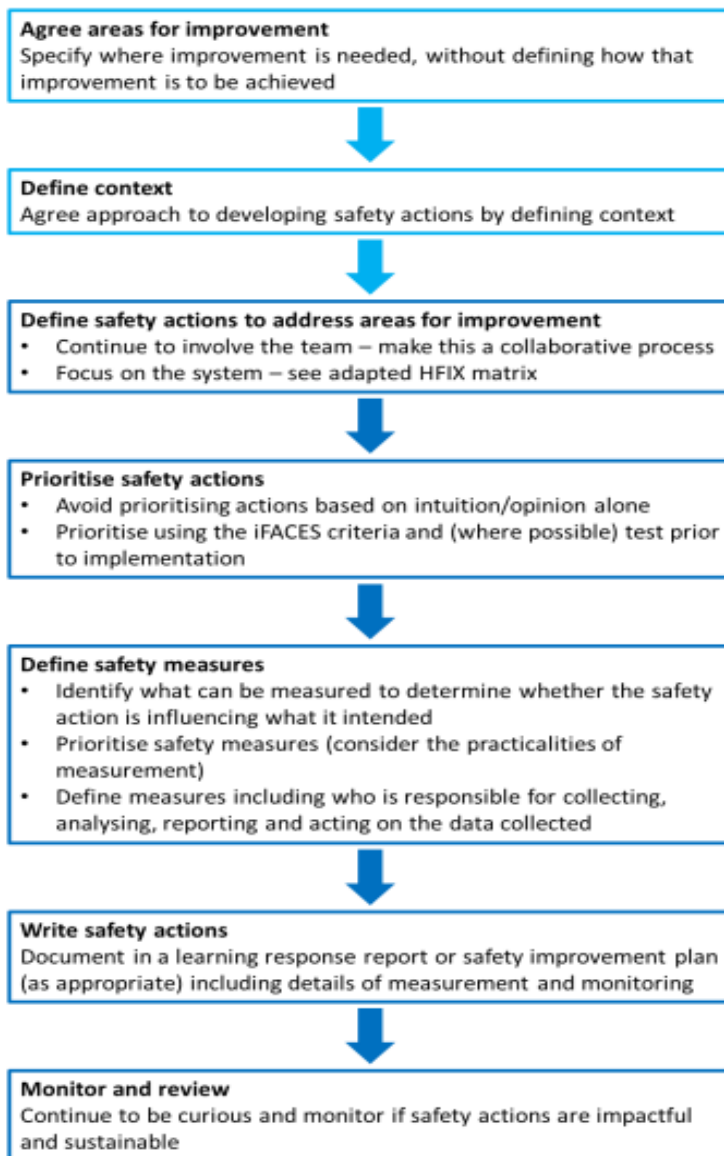 Agree areas for improvement
Specify where improvement is needed, without defining how that
improvement is to be achieved
Define context
Agree approach to developing safety actions by defining context
Define safety actions to address areas for improvement
• Continue to involve the team – make this a collaborative process
• Focus on the system – see adapted HFIX matrix
Prioritise safety actions
• Avoid prioritising actions based on intuition/opinion alone
• Prioritise using the iFACES criteria and (where possible) test prior
to implementation
Define safety measures
• Identify what can be measured to determine whether the safety
action is influencing what it intended
• Prioritise safety measures (consider the practicalities of
measurement)
• Define measures including who is responsible for collecting,
analysing, reporting and acting on the data collected
Write safety actions
Document in a learning response report or safety improvement plan
(as appropriate) including details of measurement and monitoring
Monitor and review
Continue to be curious and monitor if safety actions are impactful
and sustainable